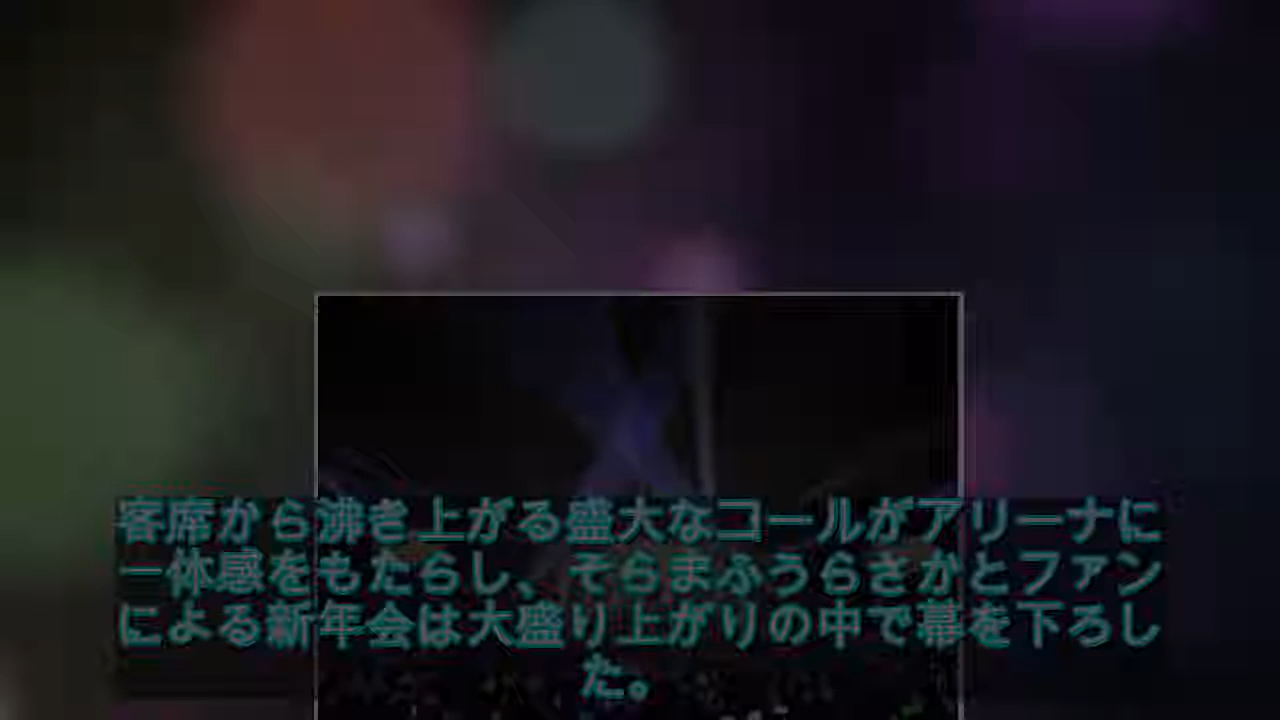 客席から沸き上がる盛大なコールがアリーナに
一体感をもたらし、そらまふうらさかとファン
による新年会は大盛り上がりの中で幕を下ろし
た。